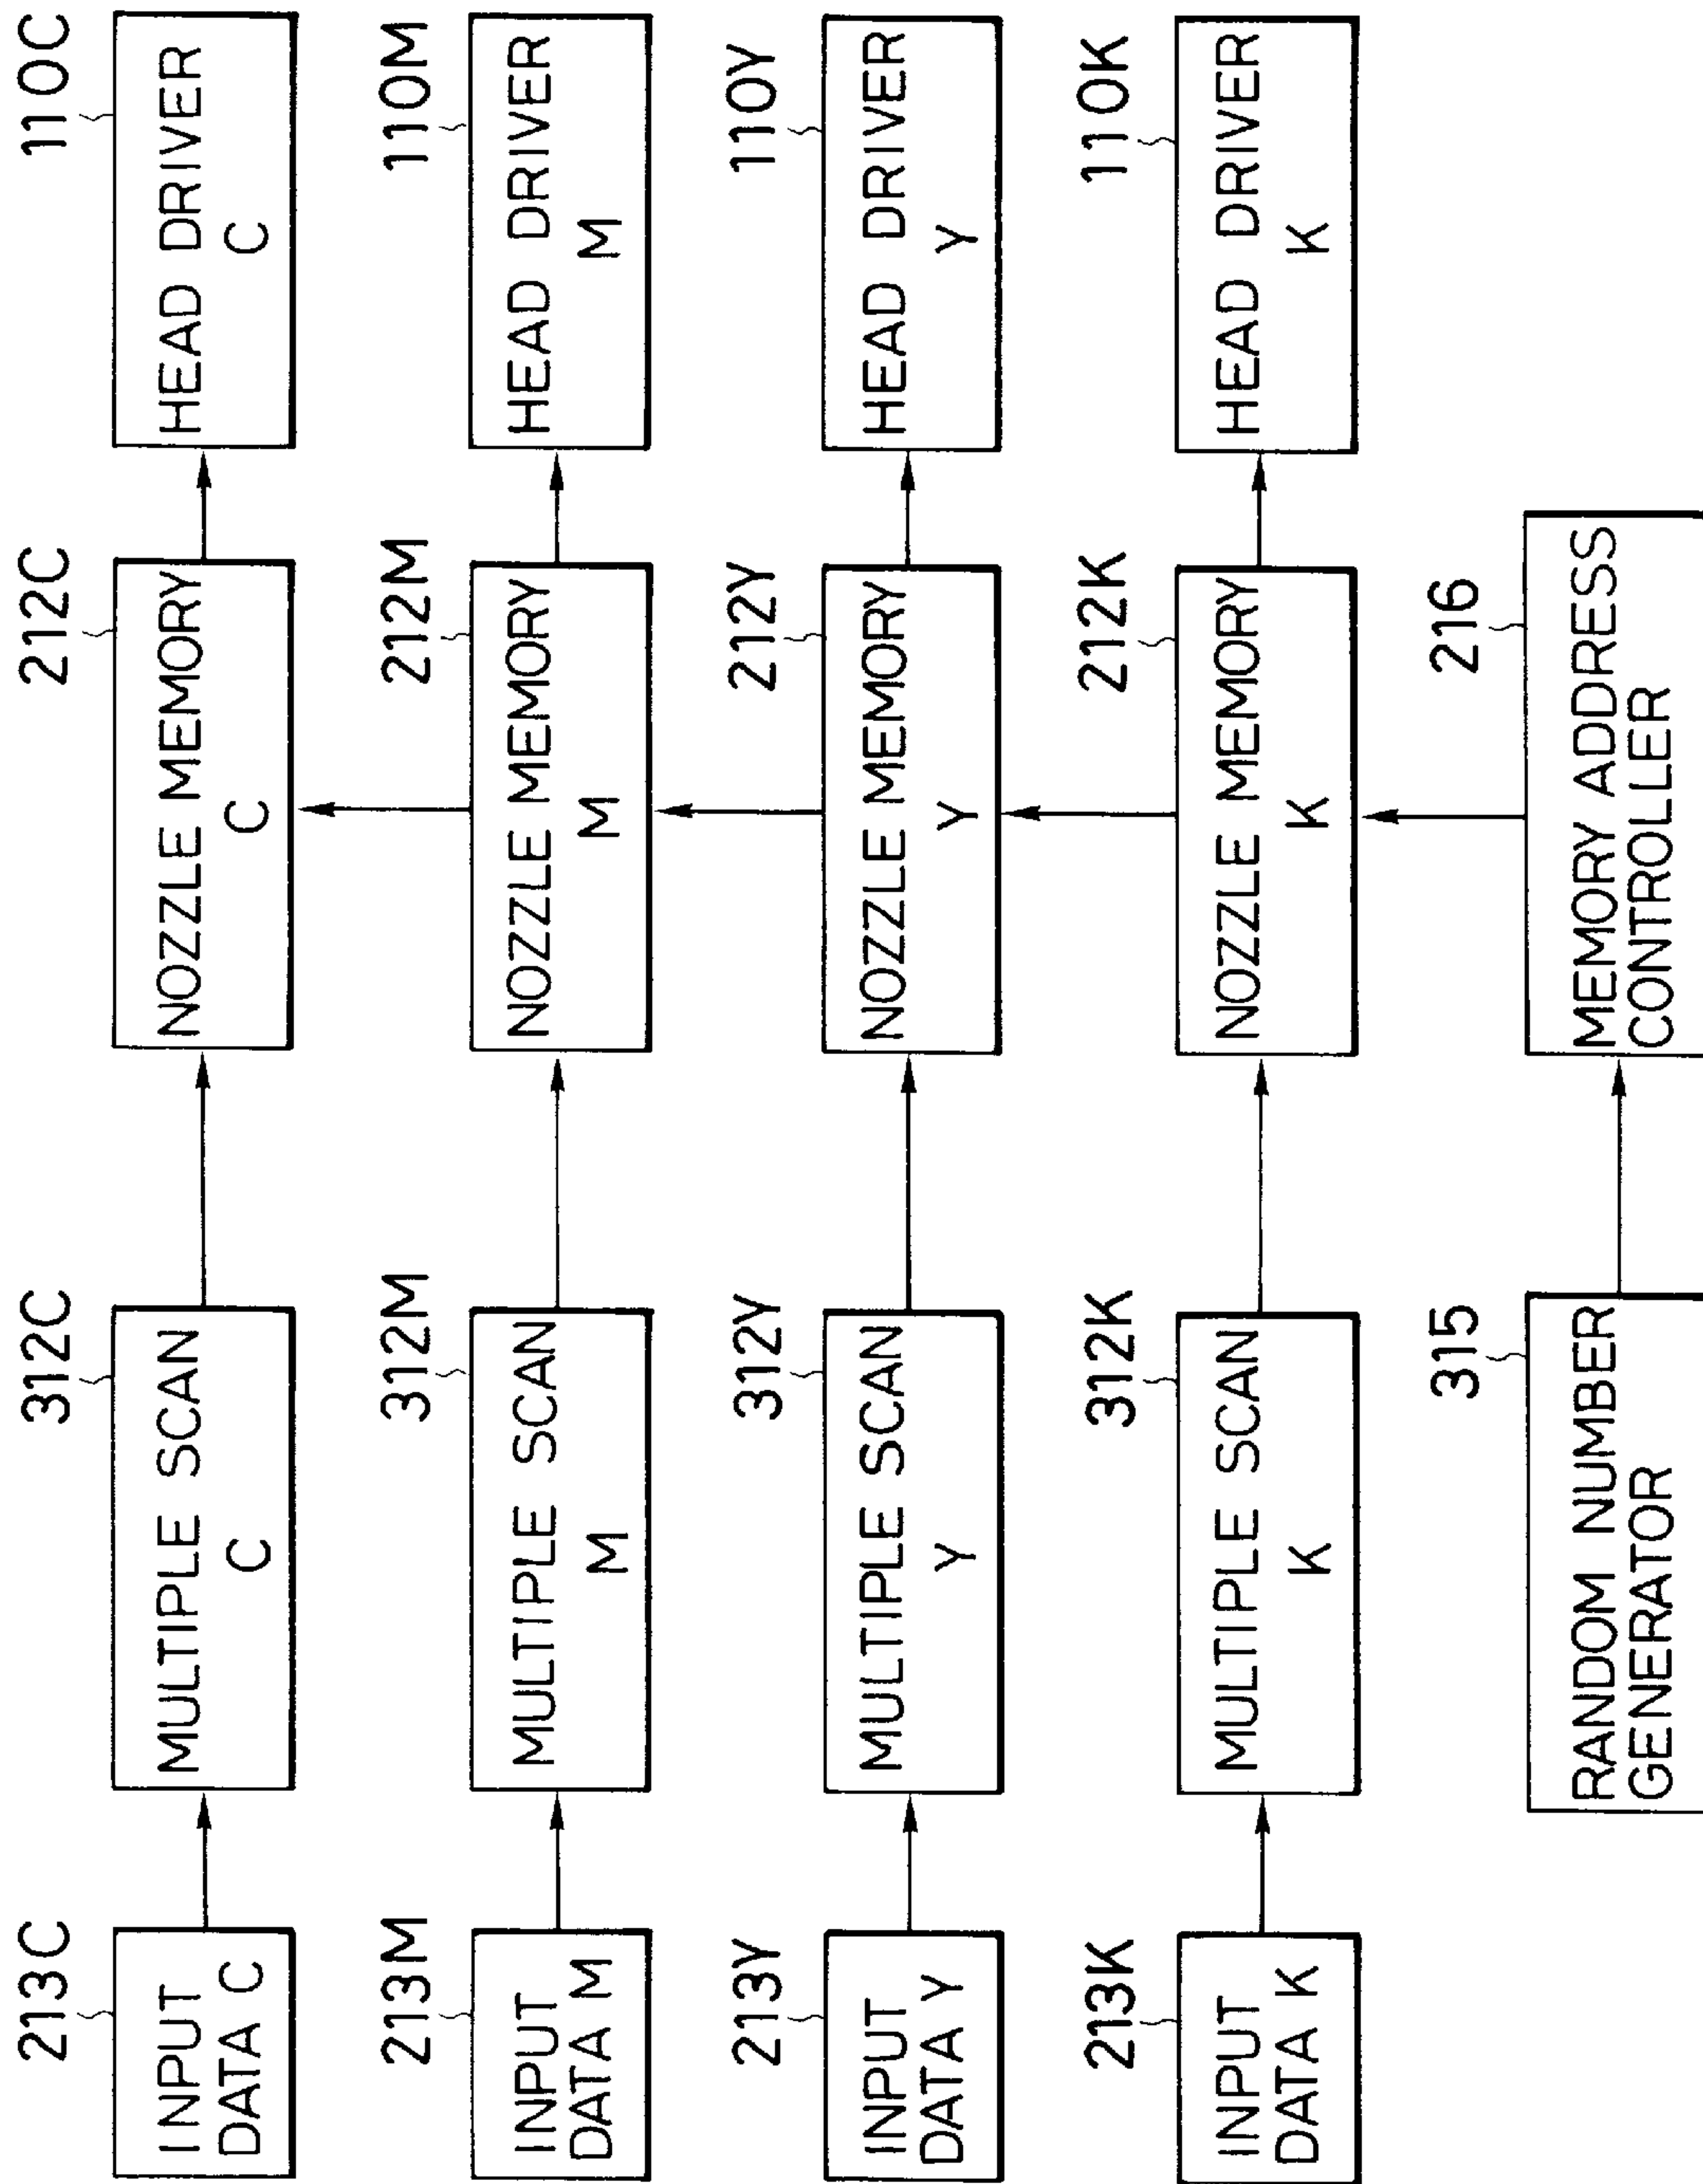 213C
312C
212C
110C
INPUT
DATA C
MULTIPLE SCAN
C
NOZZLE MEMORY
C
HEAD DRIVER
C
213M
312M
212M
110M
INPUT
DATA M
MULTIPLE SCAN
M
NOZZLE MEMORY
M
HEAD DRIVER
M
213Y
312Y
212Y
110Y
INPUT
DATA Y
MULTIPLE SCAN
Y
NOZZLE MEMORY
Y
HEAD DRIVER
Y
213K
312K
212K
110K
INPUT
DATA K
MULTIPLE SCAN
K
NOZZLE MEMORY
K
HEAD DRIVER
K
315
216
RANDOM NUMBER
GENERATOR
MEMORY ADDRESS
CONTROLLER